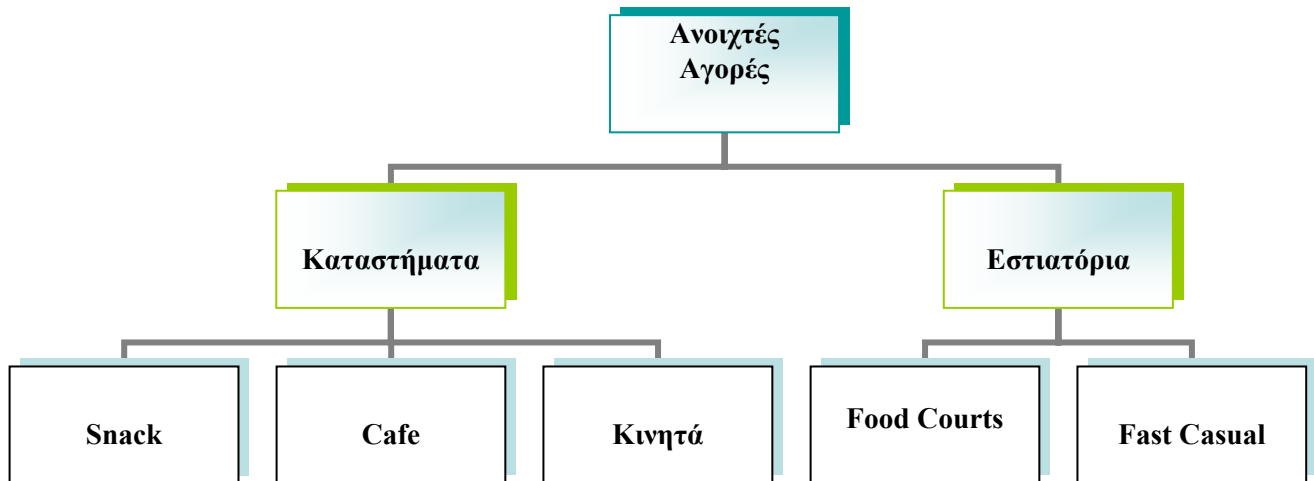 Ανοιχτές
Αγορές
Καταστήματα
Εστιατόρια
Snack
Cafe
Κινητά
Food Courts
Fast Casual